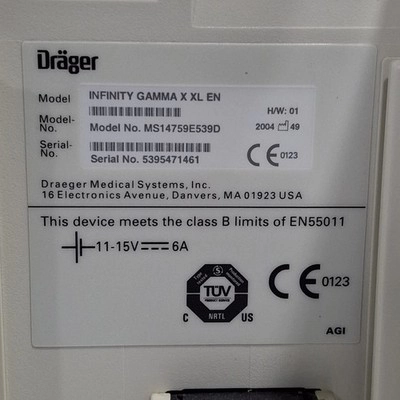 Dräger
Model INFINITY GAMMA X XL EN
H/W: 01
Model-No. Model No. MS14759E539D
2004 49
Serial-No. Serial No. 5395471461
CE 0123
Draeger Medical Systems, Inc.
16 Electronics Avenue, Danvers, MA 01923 USA
This device meets the class B limits of EN55011
11-15V 6A
TÜV
PRODUCT SERVICE
C NRTL US
CE 0123
AGI